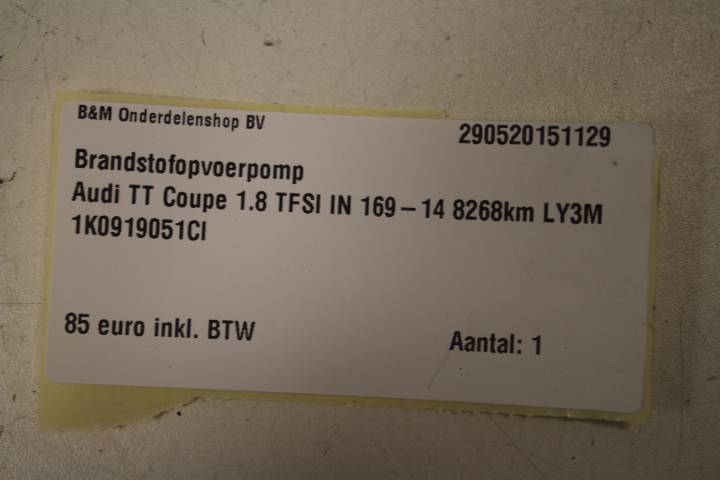 B&M Onderdelenshop BV
290520151129
Brandstofopvoerpomp
Audi TT Coupe 1.8 TFSI IN 169-14 8268km LY3M
1K0919051CI
85 euro inkl. BTW
Aantal: 1